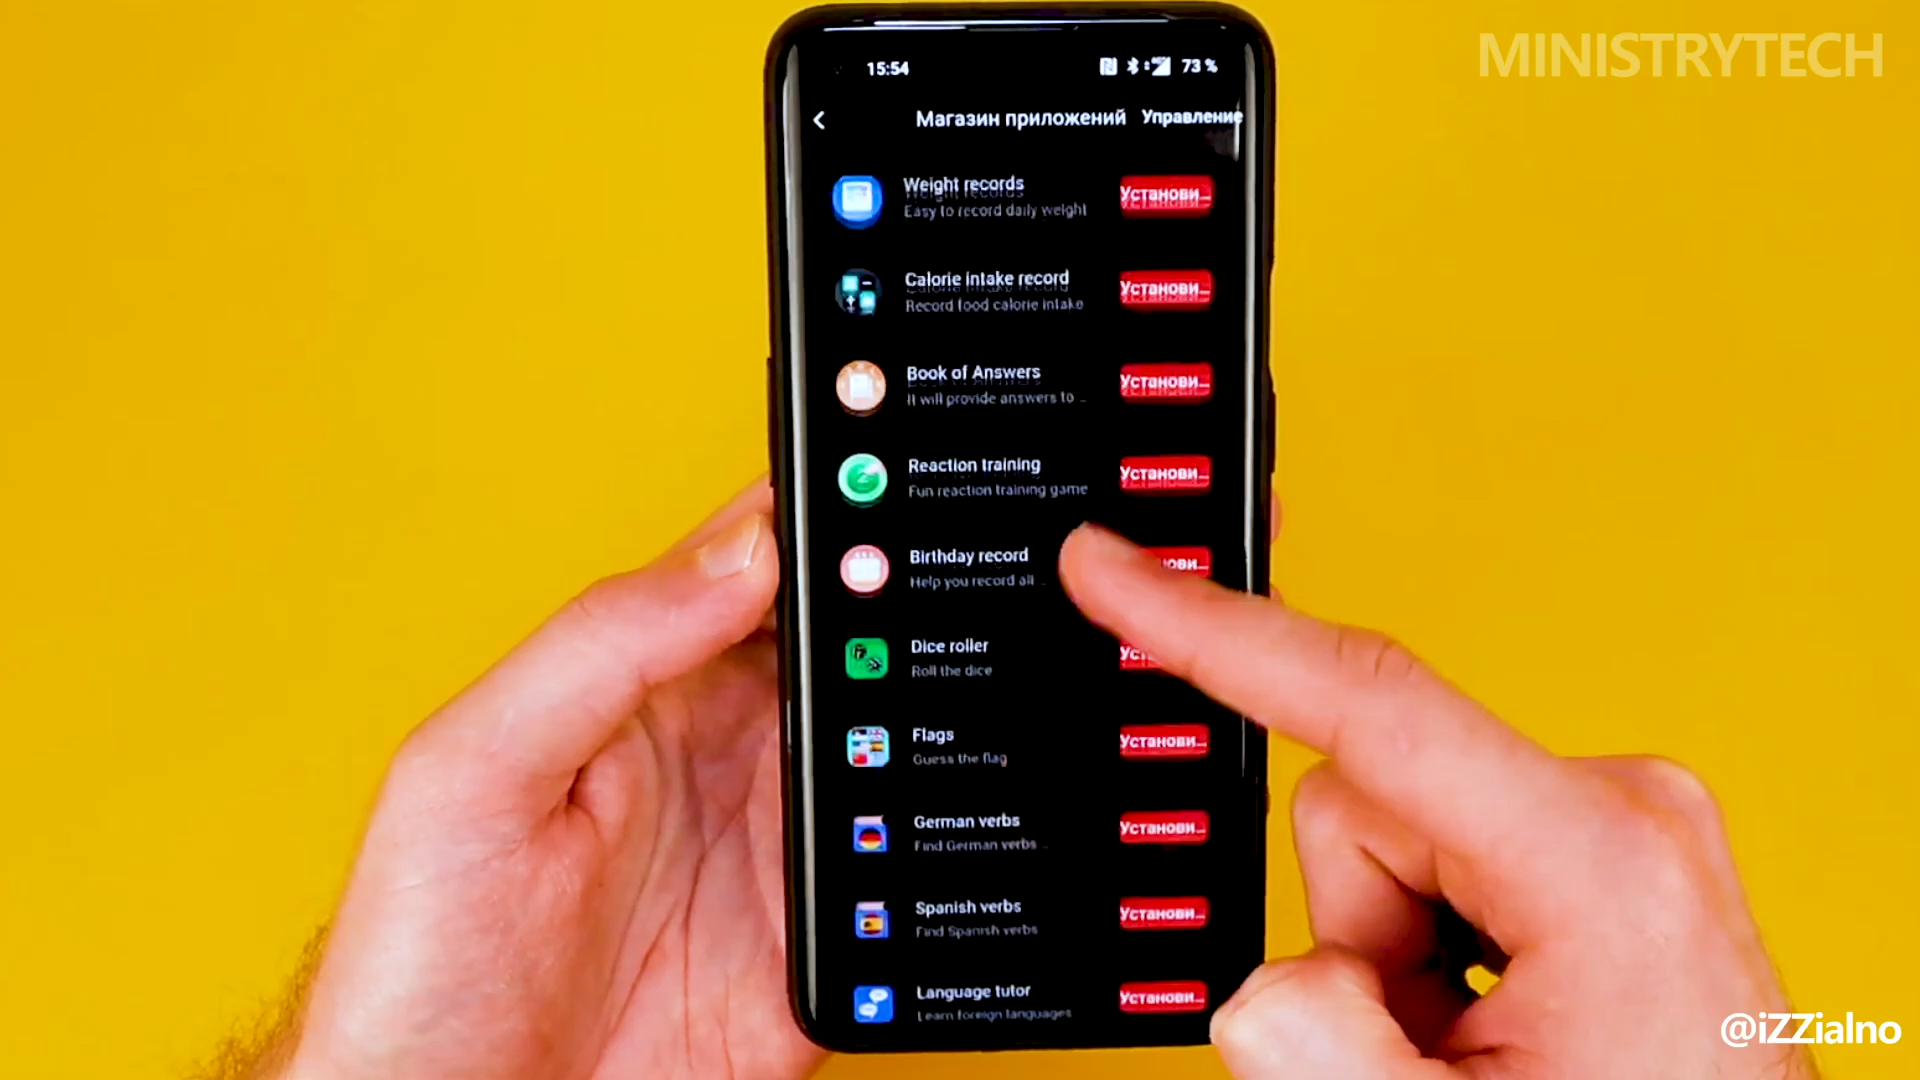 MINISTRYTECH
15:54
73 %
Магазин приложений
Управление
Weight records
Easy to record daily weight
Установи...
Calorie intake record
Record food calorie intake
Установи...
Book of Answers
It will provide answers to ...
Установи...
Reaction training
Fun reaction training game
Установи...
Birthday record
Help you record all ...
нови...
Dice roller
Roll the dice
Уст
Flags
Guess the flag
Установи...
German verbs
Find German verbs ...
Установи...
Spanish verbs
Find Spanish verbs
Установи...
Language tutor
Learn foreign languages
Установи...
@iZZialno